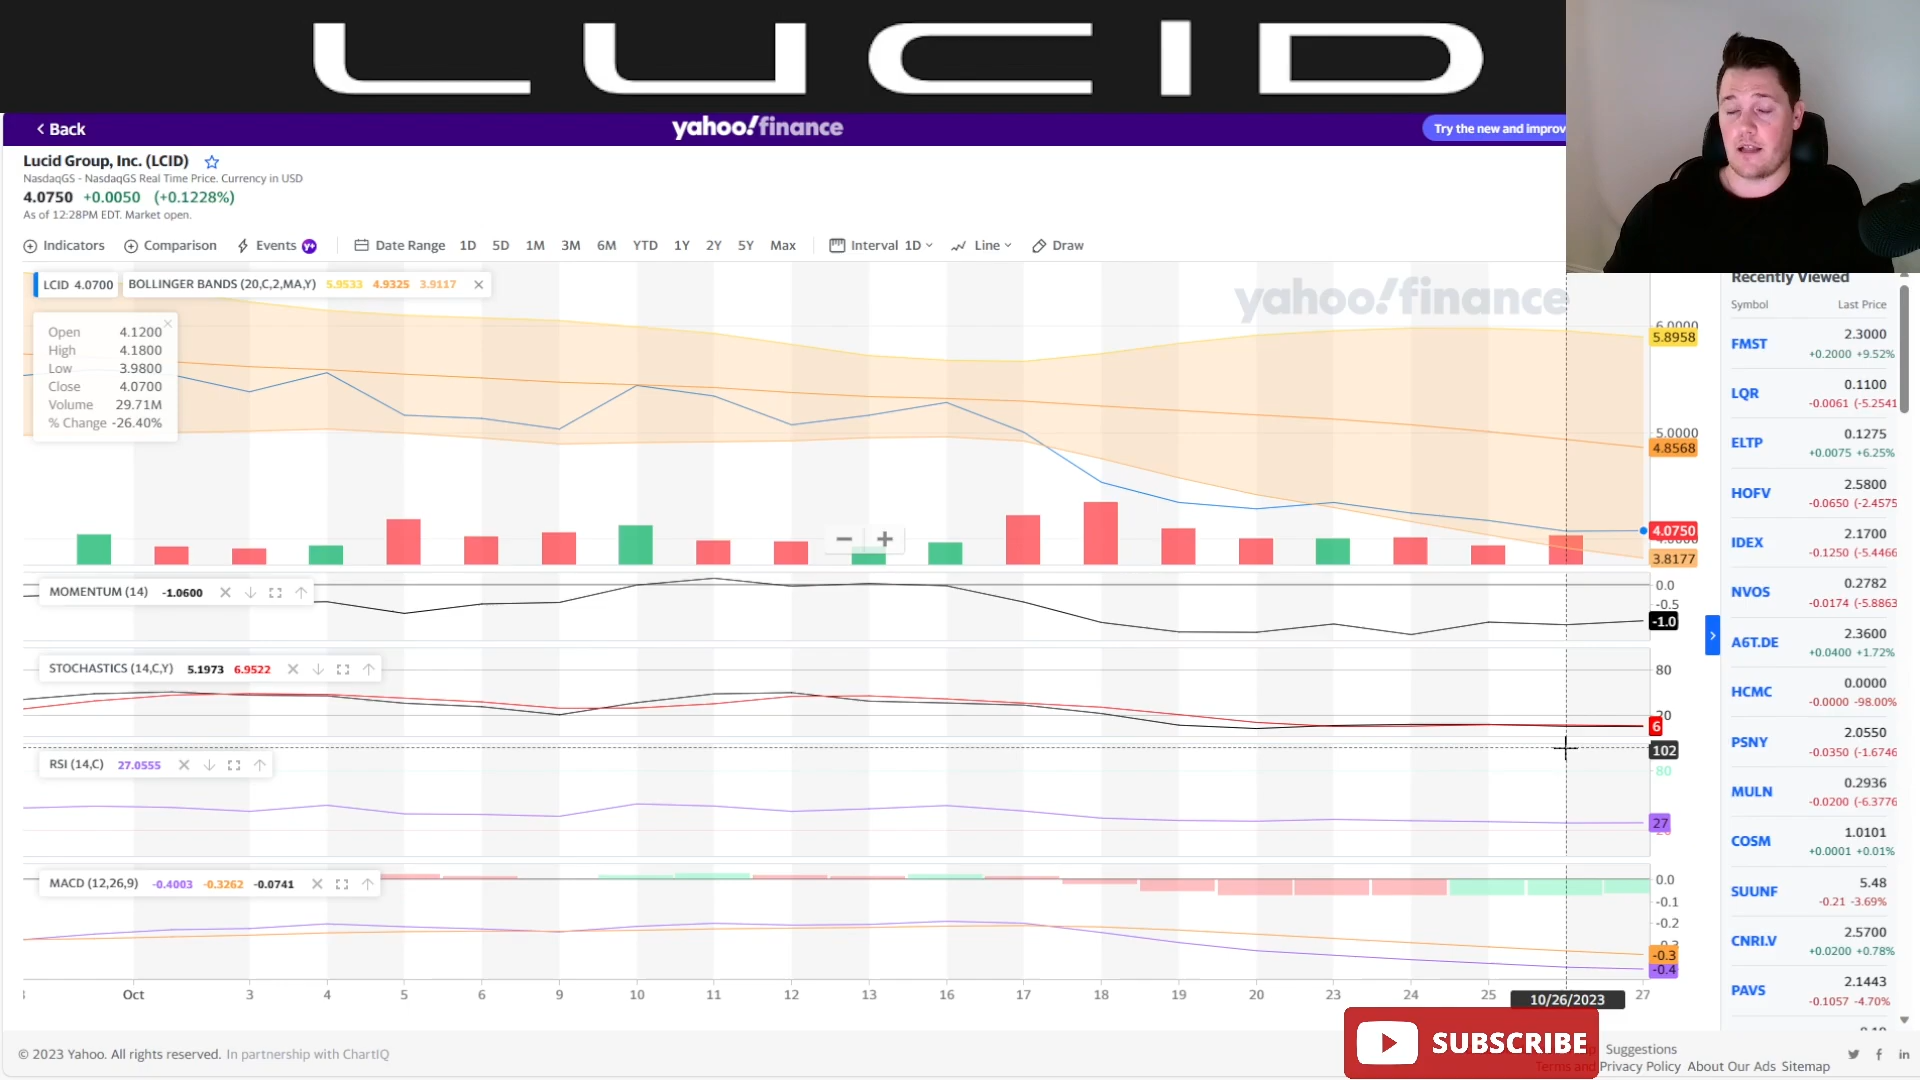 LUCID
Back
yahoo!finance
Try the new and improv
Lucid Group, Inc. (LCID)
NasdaqGS - NasdaqGS Real Time Price. Currency in USD
4.0750 +0.0050 (+0.1228%)
As of 12:28PM EDT. Market open.
Indicators Comparison Events Y+ Date Range 1D 5D 1M 3M 6M YTD 1Y 2Y 5Y Max Interval 1D Line Draw
LCID 4.0700 BOLLINGER BANDS (20,C,2,MA,Y) 5.9533 4.9325 3.9117
yahoo!finance
Open 4.1200
High 4.1800
Low 3.9800
Close 4.0700
Volume 29.71M
% Change -26.40%
6.0000
5.8958
5.0000
4.8568
4.0750
3.8177
MOMENTUM (14) -1.0600
0.0
-0.5
-1.0
STOCHASTICS (14,C,Y) 5.1973 6.9522
80
20
6
102
RSI (14,C) 27.0555
80
27
MACD (12,26,9) -0.4003 -0.3262 -0.0741
0.0
-0.1
-0.2
-0.3
-0.4
Oct 3 4 5 6 9 10 11 12 13 16 17 18 19 20 23 24 25 10/26/2023 27
Recently Viewed
Symbol Last Price
FMST 2.3000
+0.2000 +9.52%
LQR 0.1100
-0.0061 (-5.2541
ELTP 0.1275
+0.0075 +6.25%
HOFV 2.5800
-0.0650 (-2.4575
IDEX 2.1700
-0.1250 (-5.4466
NVOS 0.2782
-0.0174 (-5.8863
A6T.DE 2.3600
+0.0400 +1.72%
HCMC 0.0000
-0.0000 -98.00%
PSNY 2.0550
-0.0350 (-1.6746
MULN 0.2936
-0.0200 (-6.3776
COSM 1.0101
+0.0001 +0.01%
SUUNF 5.48
-0.21 -3.69%
CNRI.V 2.5700
+0.0200 +0.78%
PAVS 2.1443
-0.1057 -4.70%
SUBSCRIBE
© 2023 Yahoo. All rights reserved. In partnership with ChartIQ
Suggestions
Terms and Privacy Policy About Our Ads Sitemap